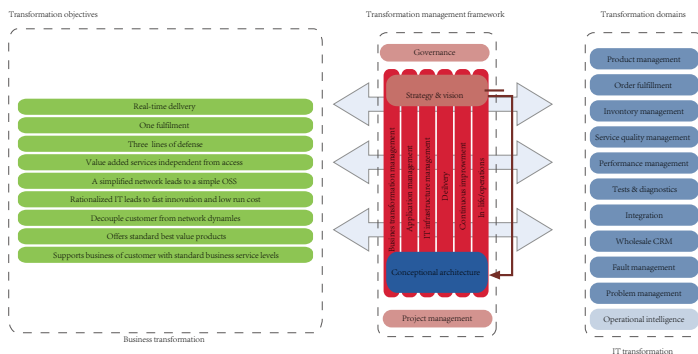 Transformation objectives
Transformation management framework
Transformation domains
Real-time dellvery
One fulfilment
Three lines of defense
Value added services independent from access
A simplified network leads to a simple OSS
Rationalized IT leads to fast innovation and low run cost
Decouple customer from network dynamles
Offers standard best value products
Supports business of customer with standard business service levels
Business transformation
Governance
Strategy & vision
Busines transformation management
Application management
IT infrastructure management
Delivery
Continuous improvement
In-life/operations
Conceptional architecture
Project management
Product management
Order fulfillment
Inventory management
Service quality management
Performance management
Tests & diagnostics
Integration
Wholesale CRM
Fault management
Problem management
Operational intelligence
IT transformation